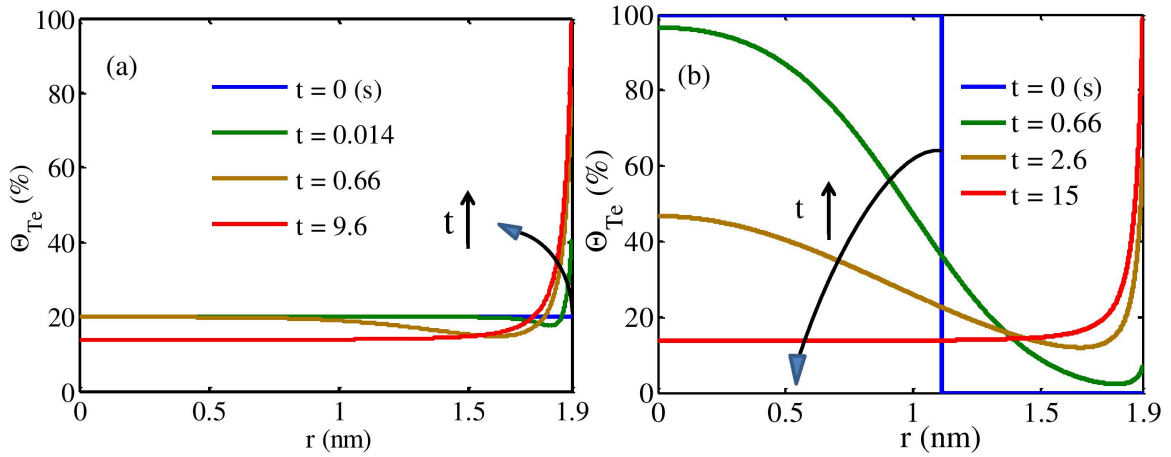 100
80
60
40
20
0
Θ_Te (%)
(a)
t = 0 (s)
t = 0.014
t = 0.66
t = 9.6
t
0 0.5 1 1.5 1.9
r (nm)
100
80
60
40
20
0
Θ_Te (%)
(b)
t = 0 (s)
t = 0.66
t = 2.6
t = 15
t
0 0.5 1 1.9
r (nm)